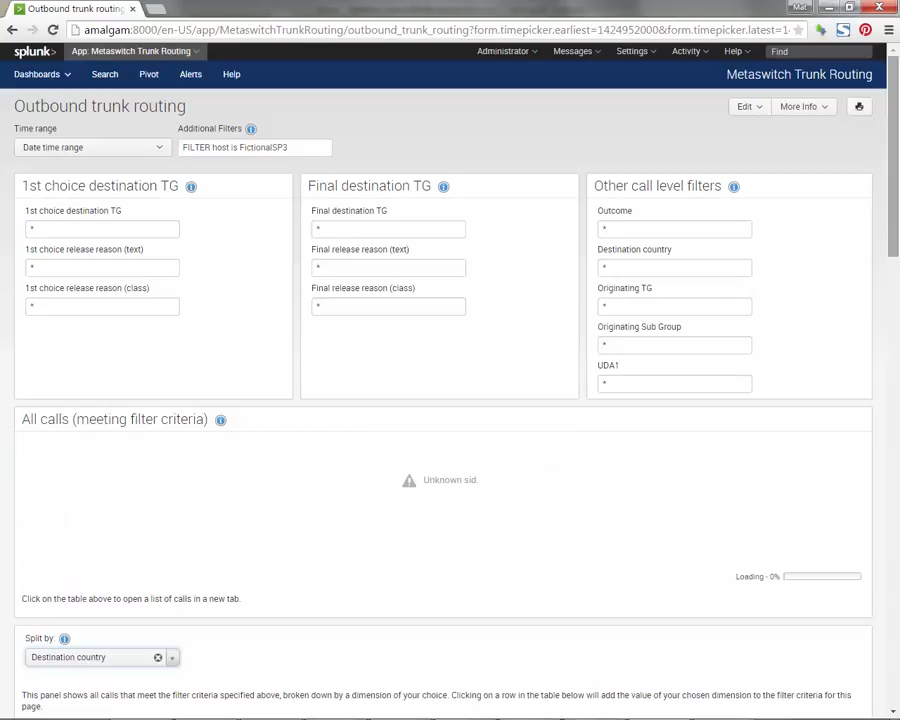 Outbound trunk routing
Mat
amalgam:8000/en-US/app/MetaswitchTrunkRouting/outbound_trunk_routing?form.timepicker.earliest=1424952000&form.timepicker.latest=1
splunk> App: Metaswitch Trunk Routing Administrator Messages Settings Activity Help Find
Dashboards Search Pivot Alerts Help Metaswitch Trunk Routing
Outbound trunk routing Edit More Info
Time range Additional Filters
Date time range FILTER host is FictionalSP3
1st choice destination TG
1st choice destination TG
*
1st choice release reason (text)
*
1st choice release reason (class)
*
Final destination TG
Final destination TG
*
Final release reason (text)
*
Final release reason (class)
*
Other call level filters
Outcome
*
Destination country
*
Originating TG
*
Originating Sub Group
*
UDA1
*
All calls (meeting filter criteria)
Unknown sid.
Loading - 0%
Click on the table above to open a list of calls in a new tab.
Split by:
Destination country
This panel shows all calls that meet the filter criteria specified above, broken down by a dimension of your choice. Clicking on a row in the table below will add the value of your chosen dimension to the filter criteria for this
page.